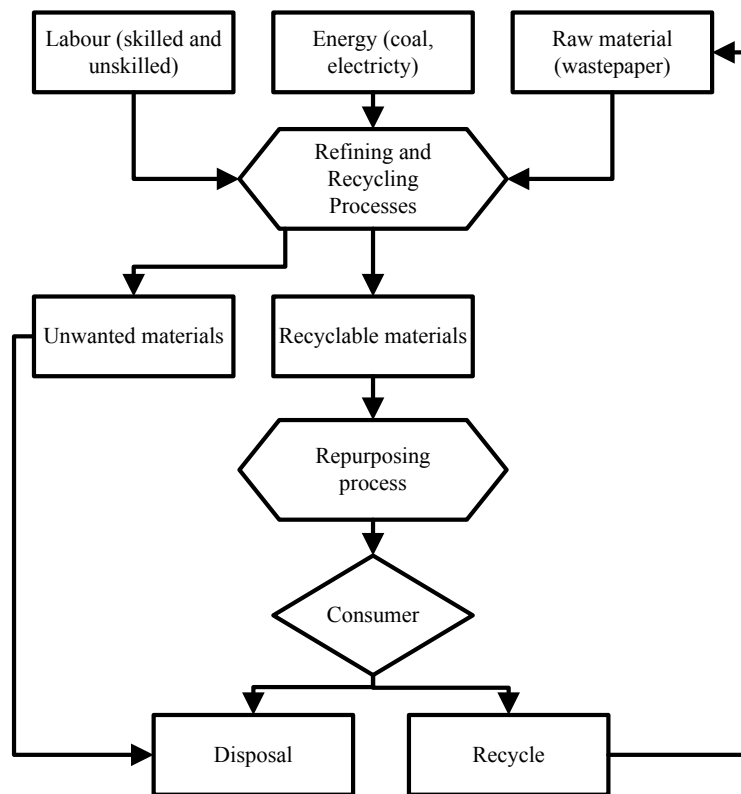 Labour (skilled and
unskilled)
Energy (coal,
electricty)
Raw material
(wastepaper)
Refining and
Recycling
Processes
Unwanted materials
Recyclable materials
Repurposing
process
Consumer
Disposal
Recycle